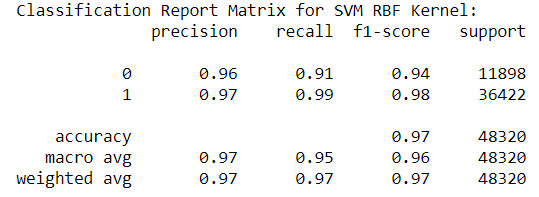 Classification Report Matrix for SVM RBF Kernel:
precision recall f1-score support
0 0.96 0.91 0.94 11898
1 0.97 0.99 0.98 36422
accuracy 0.97 48320
macro avg 0.97 0.95 0.96 48320
weighted avg 0.97 0.97 0.97 48320